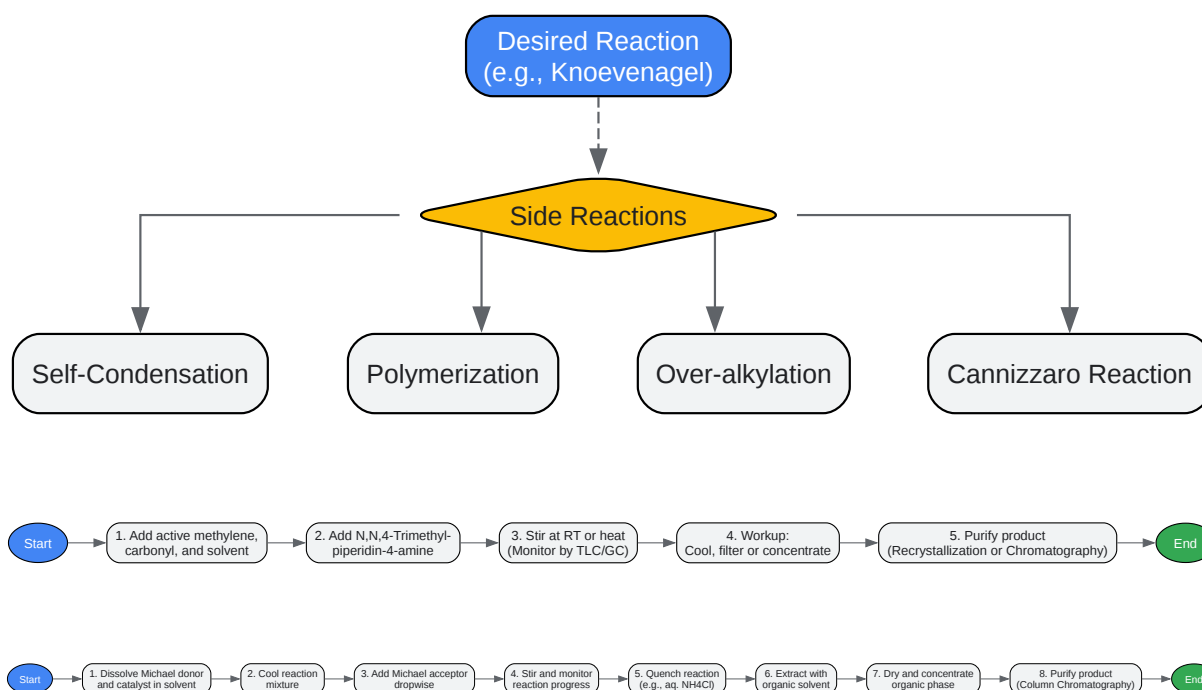 Desired Reaction
(e.g., Knoevenagel)
Side Reactions
Self-Condensation
Polymerization
Over-alkylation
Cannizzaro Reaction
Start
1. Add active methylene,
carbonyl, and solvent
2. Add N,N,4-Trimethyl-
piperidin-4-amine
3. Stir at RT or heat
(Monitor by TLC/GC)
4. Workup:
Cool, filter or concentrate
5. Purify product
(Recrystallization or Chromatography)
End
Start
1. Dissolve Michael donor
and catalyst in solvent
2. Cool reaction
mixture
3. Add Michael acceptor
dropwise
4. Stir and monitor
reaction progress
5. Quench reaction
(e.g., aq. NH4Cl)
6. Extract with
organic solvent
7. Dry and concentrate
organic phase
8. Purify product
(Column Chromatography)
End